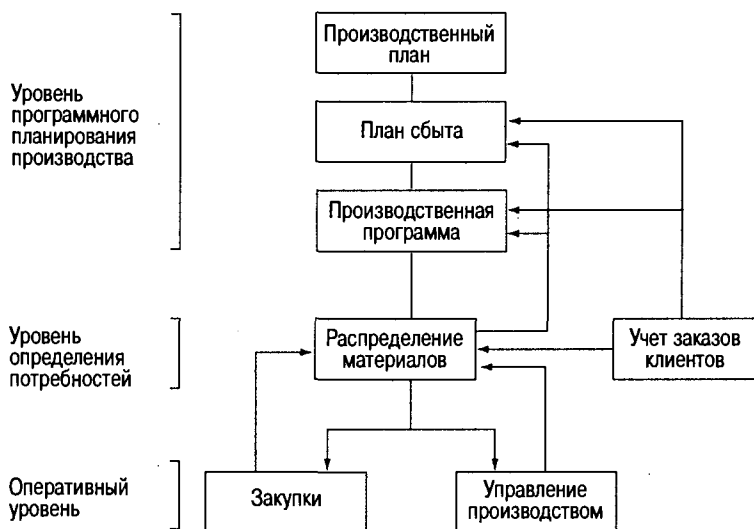 Производственный
план
Уровень
программного
планирования
производства
План сбыта
Производственная
программа
Уровень
определения
потребностей
Распределение
материалов
Учет заказов
клиентов
Оперативный
уровень
Закупки
Управление
производством